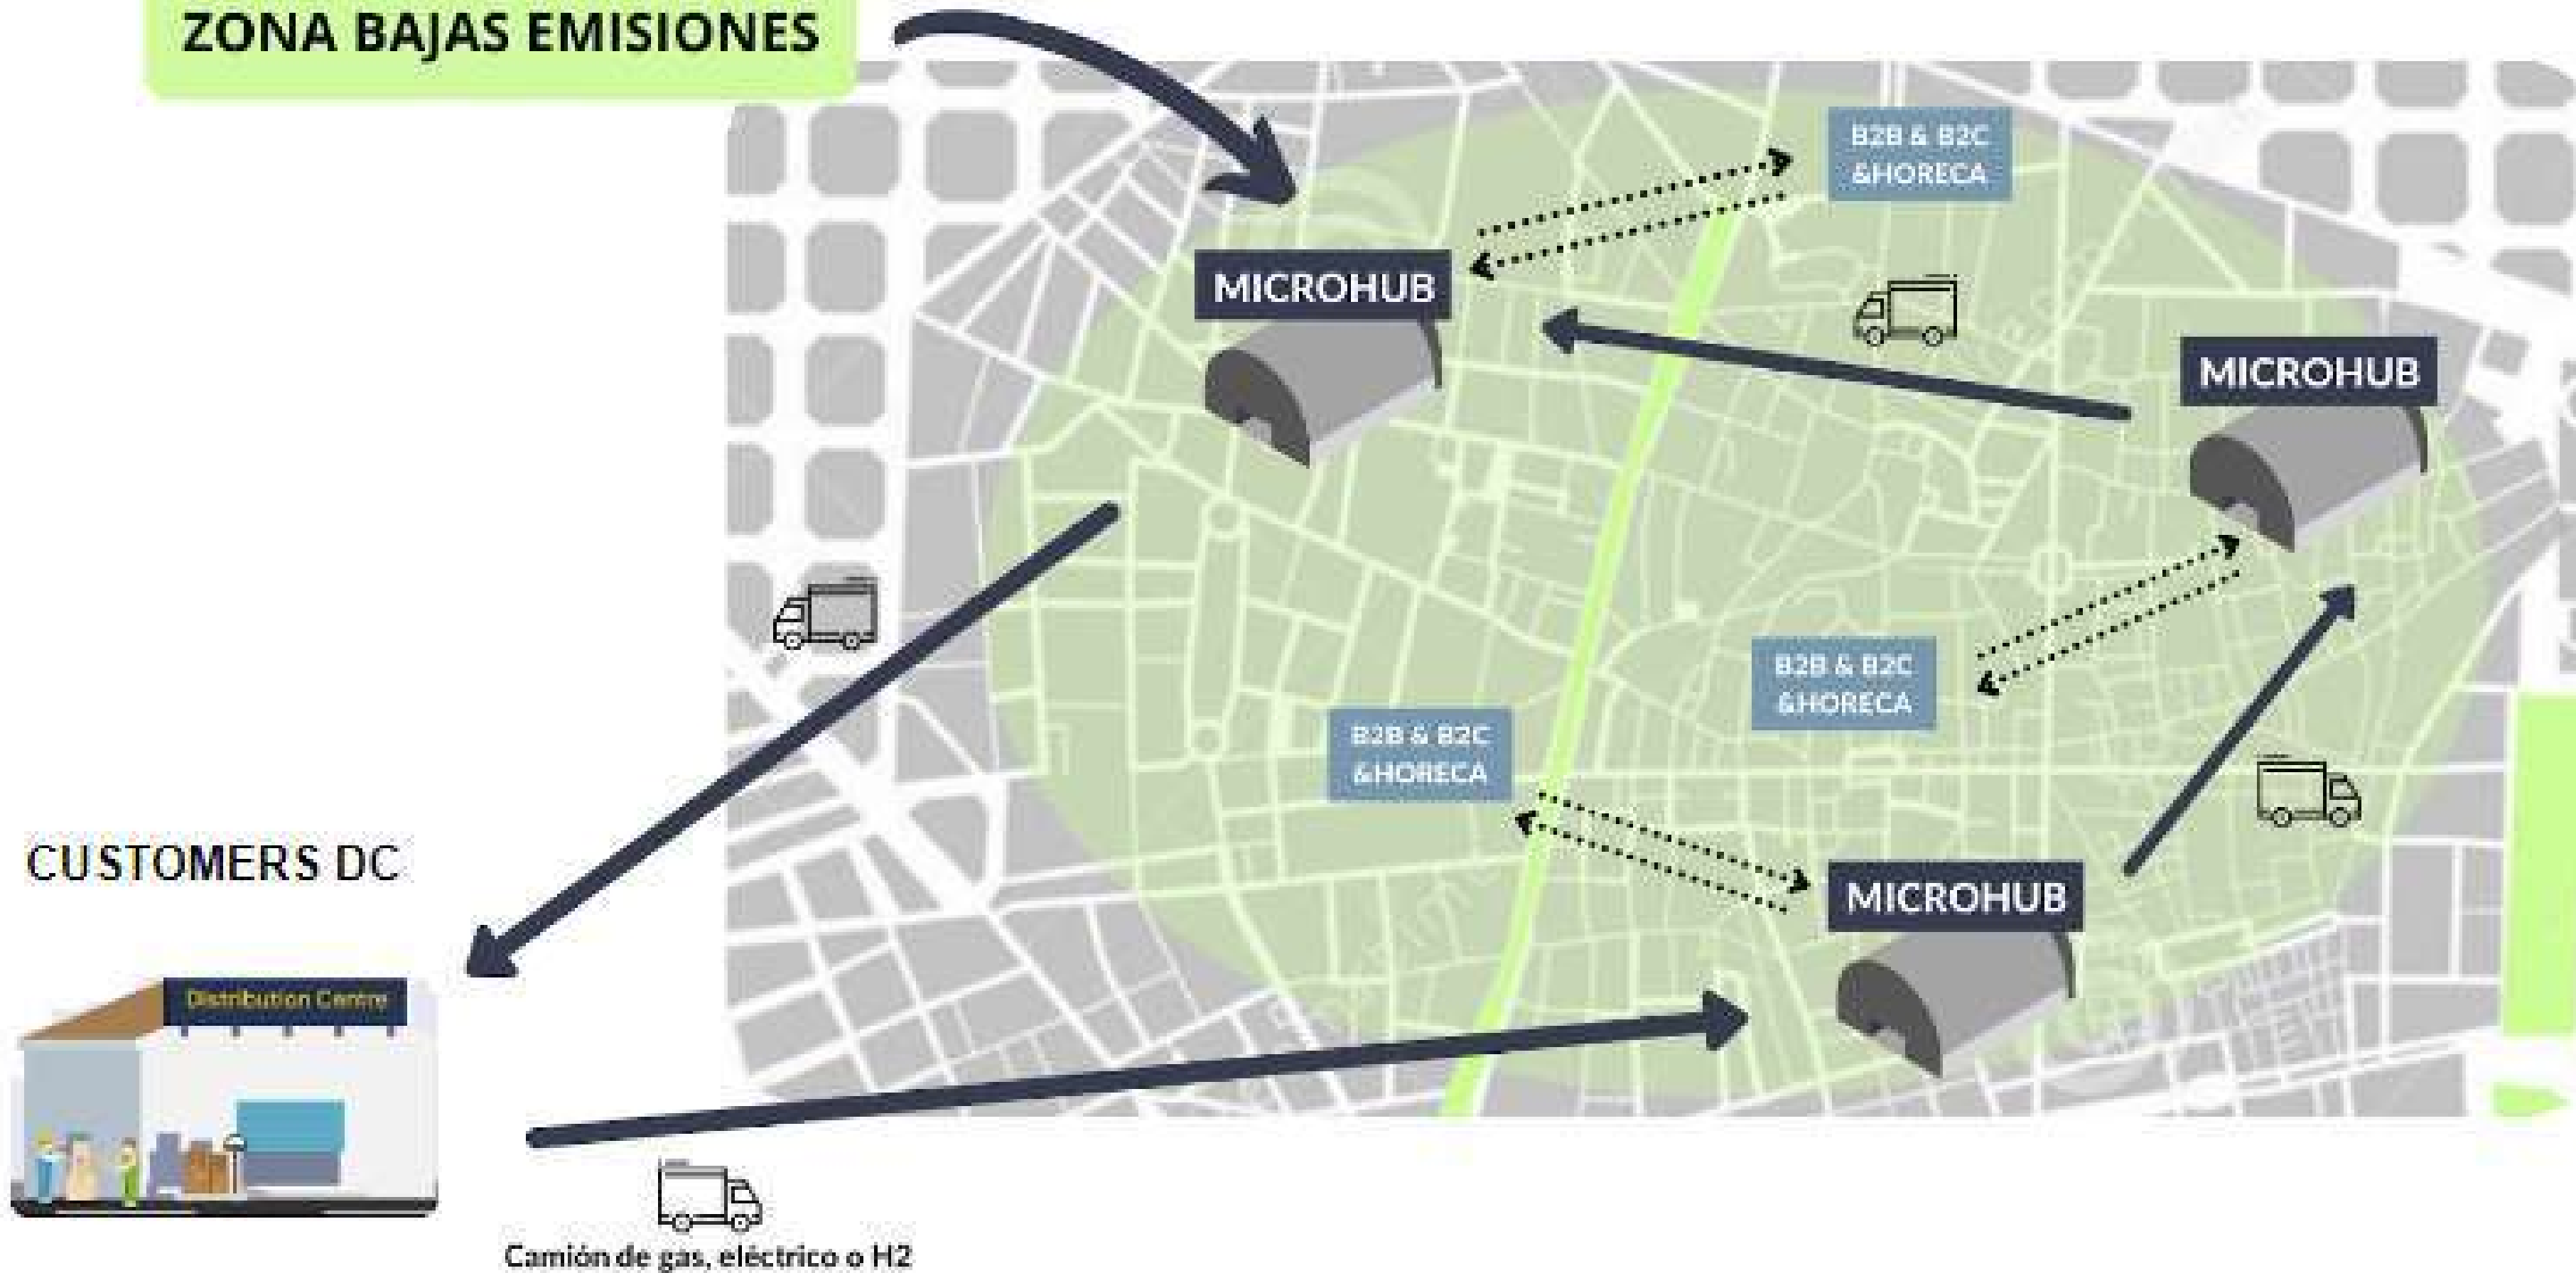 ZONA BAJAS EMISIONES
B2B & B2C
&HORECA
MICROHUB
MICROHUB
B2B & B2C
&HORECA
B2B & B2C
&HORECA
CUSTOMERS DC
MICROHUB
Distribution Centre
Camión de gas, eléctrico o H2